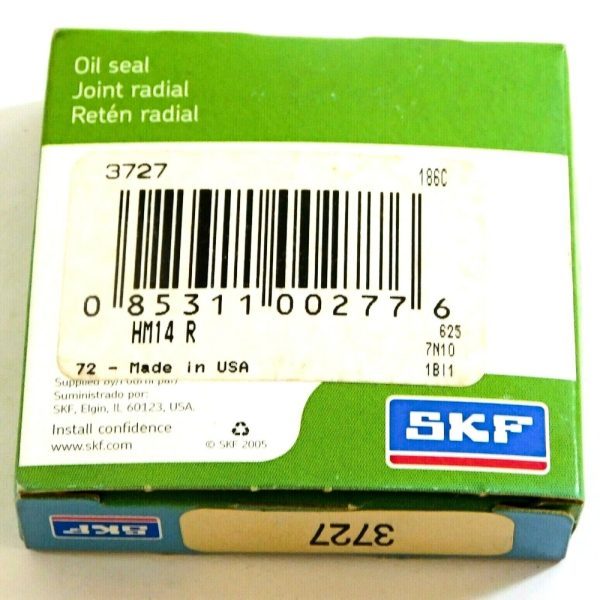 Oil seal
Joint radial
Retén radial
3727
186C
0 85311 00277 6
HM14 R
625
7N10
72 - Made in USA
1BI1
Suministrado por:
SKF, Elgin, IL 60123, USA.
Install confidence
www.skf.com
© SKF 2005
SKF
SKF
3727